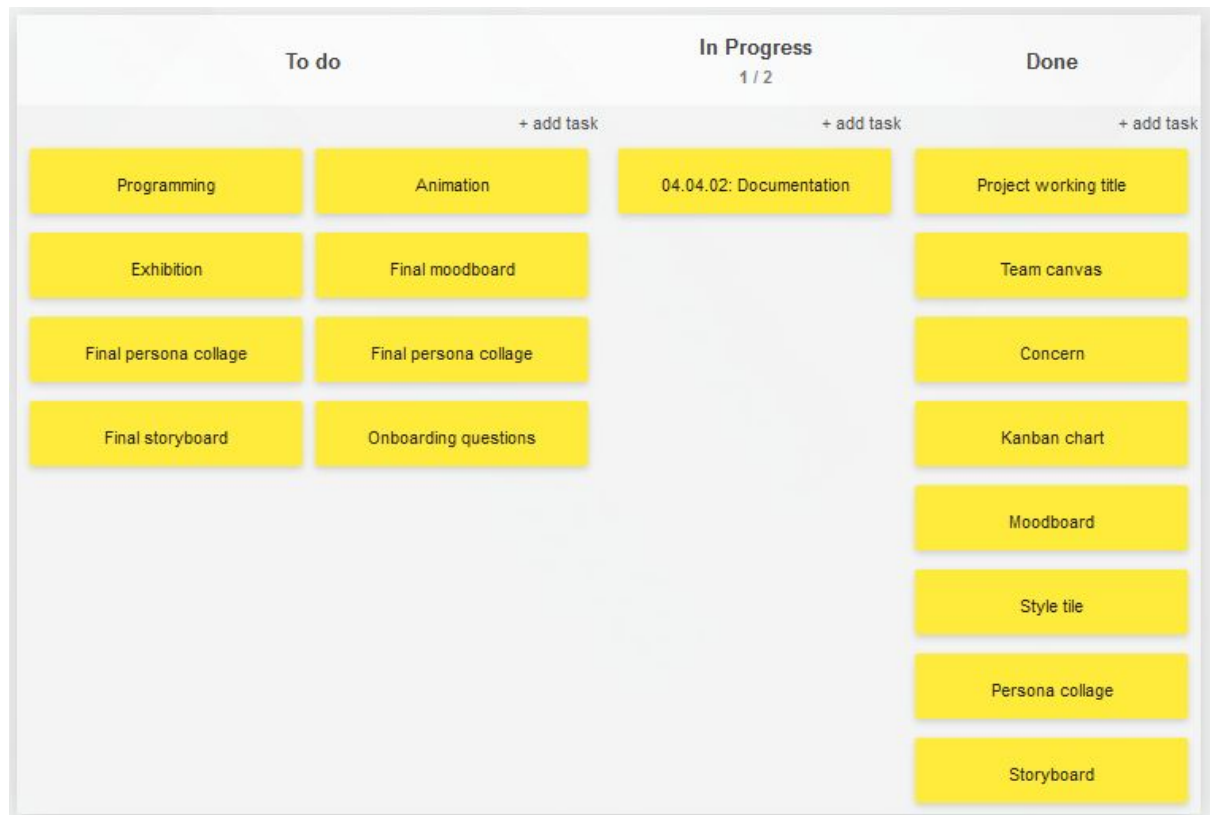 To do
In Progress
1 / 2
Done
+ add task
+ add task
+ add task
Programming
Animation
04.04.02: Documentation
Project working title
Exhibition
Final moodboard
Team canvas
Final persona collage
Final persona collage
Concern
Final storyboard
Onboarding questions
Kanban chart
Moodboard
Style tile
Persona collage
Storyboard